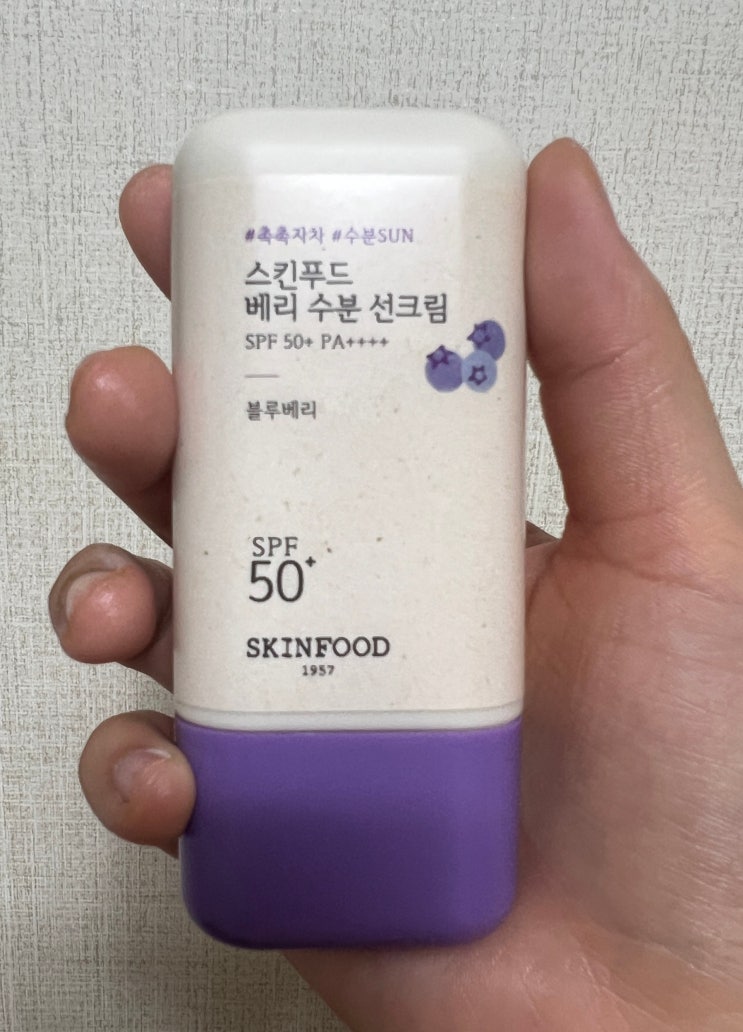 #촉촉자차 #수분SUN
스킨푸드
베리 수분 선크림
SPF 50+ PA++++
블루베리
SPF
50+
SKINFOOD
1957